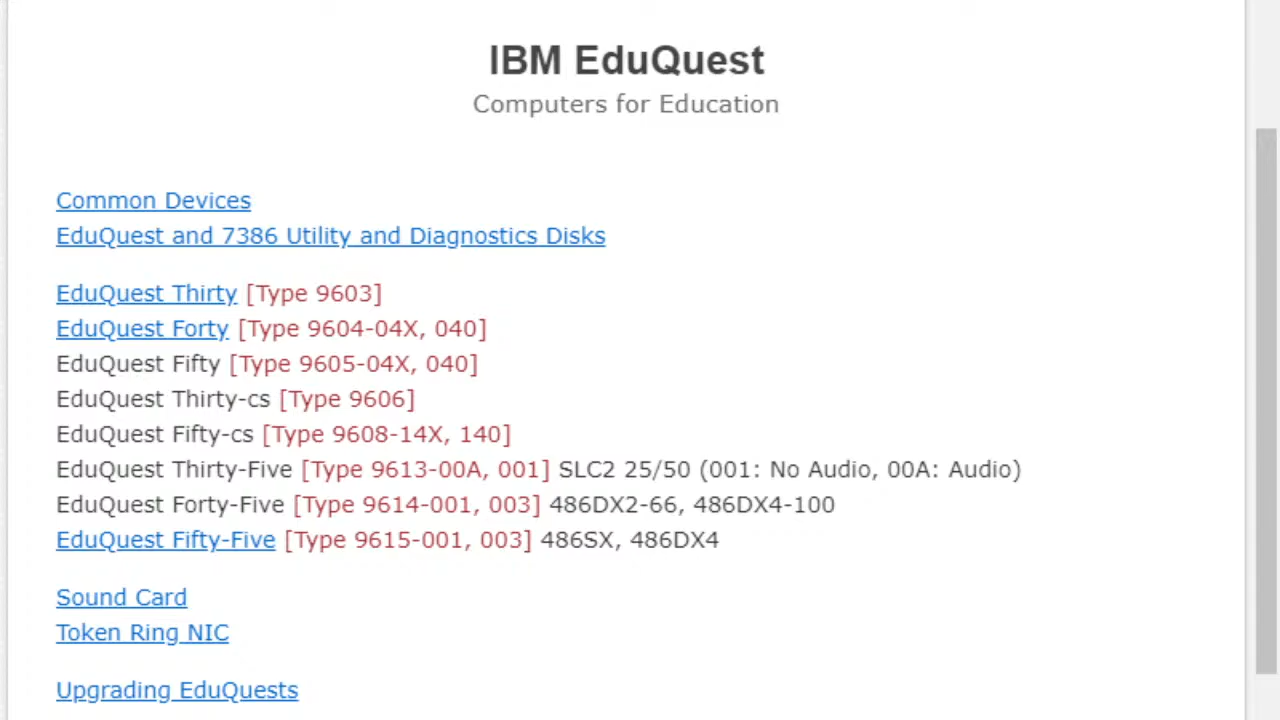 IBM EduQuest
Computers for Education
Common Devices
EduQuest and 7386 Utility and Diagnostics Disks
EduQuest Thirty [Type 9603]
EduQuest Forty [Type 9604-04X, 040]
EduQuest Fifty [Type 9605-04X, 040]
EduQuest Thirty-cs [Type 9606]
EduQuest Fifty-cs [Type 9608-14X, 140]
EduQuest Thirty-Five [Type 9613-00A, 001] SLC2 25/50 (001: No Audio, 00A: Audio)
EduQuest Forty-Five [Type 9614-001, 003] 486DX2-66, 486DX4-100
EduQuest Fifty-Five [Type 9615-001, 003] 486SX, 486DX4
Sound Card
Token Ring NIC
Upgrading EduQuests